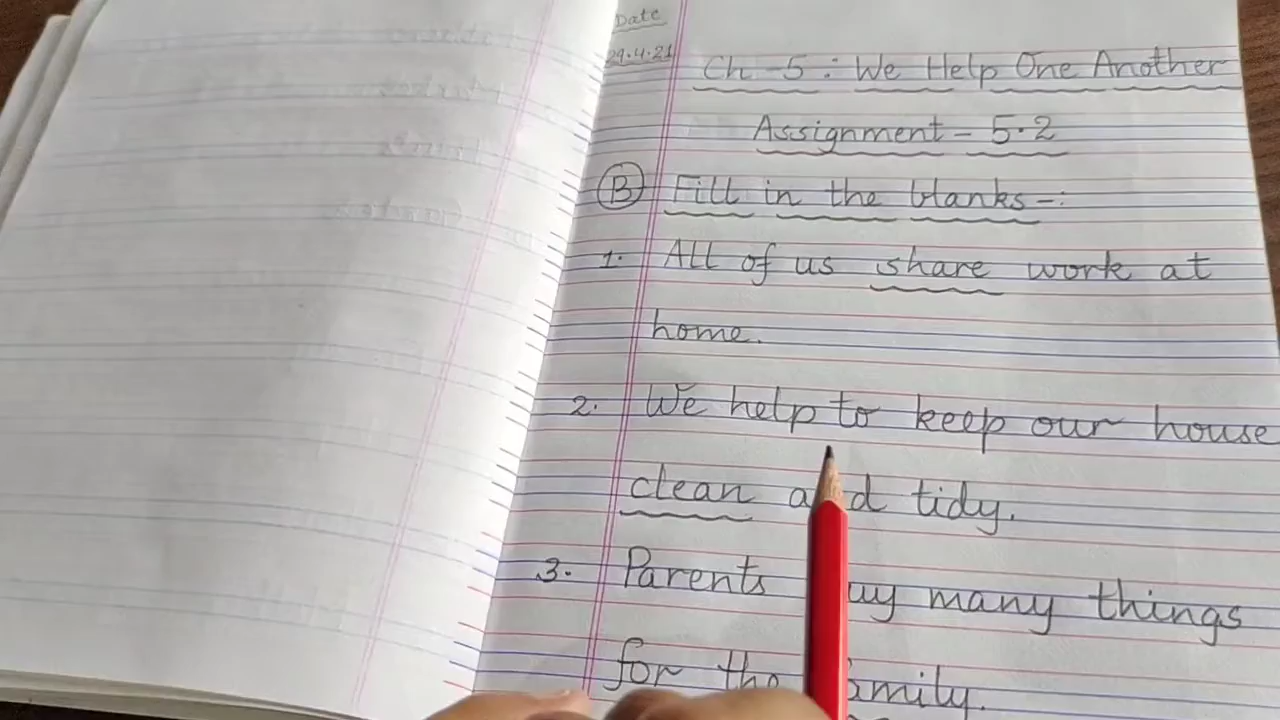 Date
29.4.21
Ch-5: We Help One Another
Assignment - 5.2
B Fill in the blanks-:
1. All of us share work at
home.
2. We help to keep our house
clean and tidy.
3. Parents buy many things
for the family.